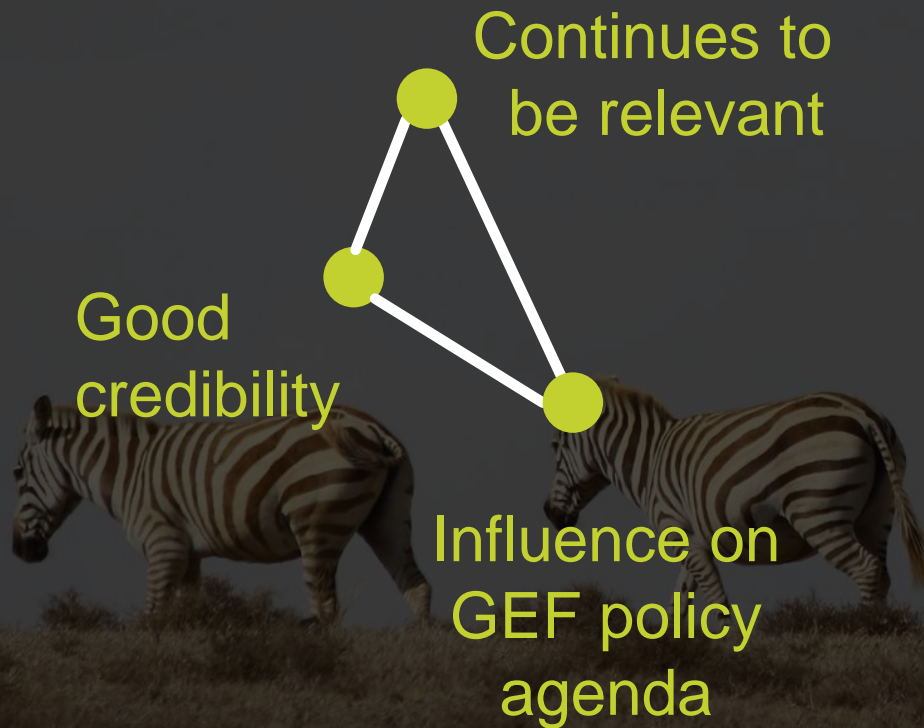 Continues to
be relevant
Good
credibility
Influence on
GEF policy
agenda